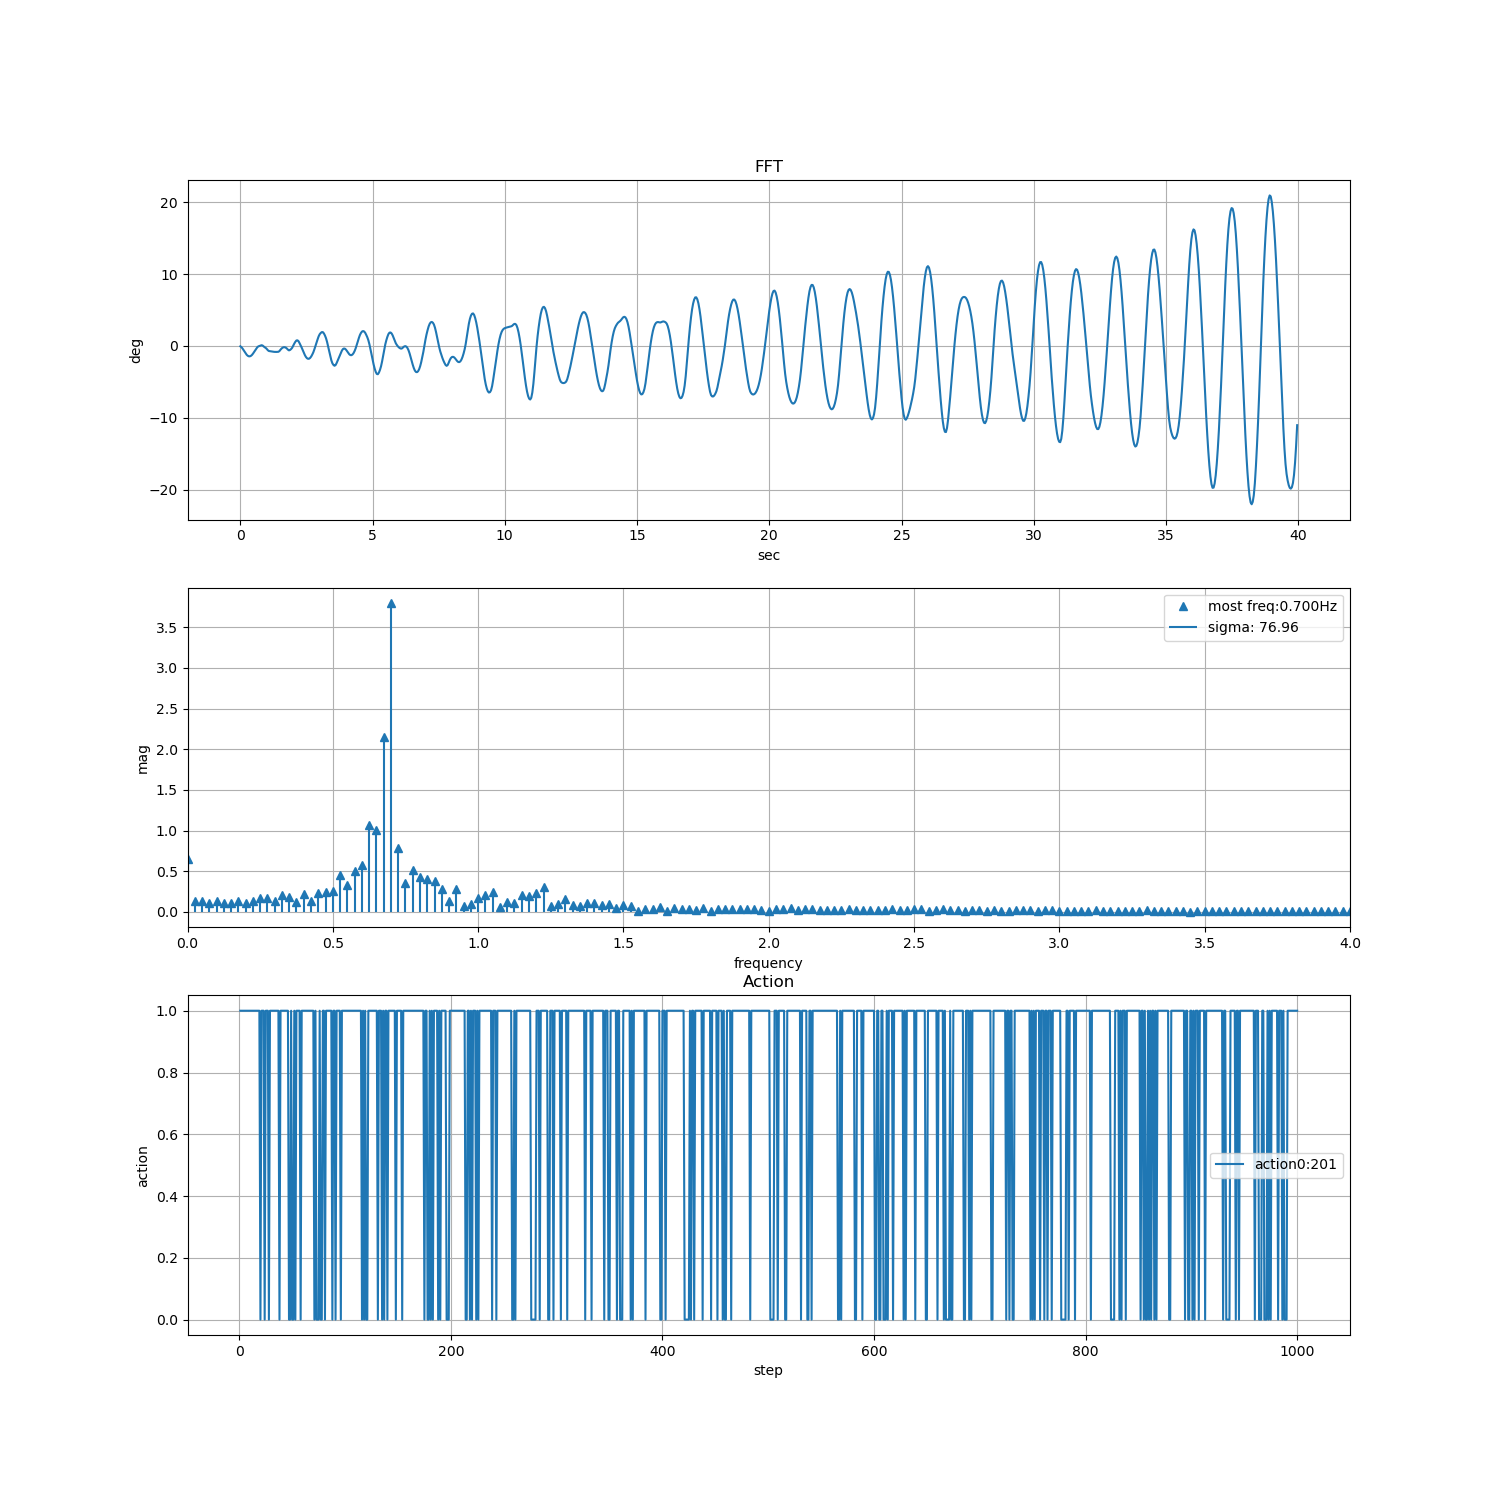 FFT
20
10
0
−10
−20
deg
0 5 10 15 20 25 30 35 40
sec
most freq:0.700Hz
sigma: 76.96
3.5
3.0
2.5
2.0
1.5
1.0
0.5
0.0
mag
0.0 0.5 1.0 1.5 2.0 2.5 3.0 3.5 4.0
frequency
Action
1.0
0.8
0.6
0.4
0.2
0.0
action
action0:201
0 200 400 600 800 1000
step